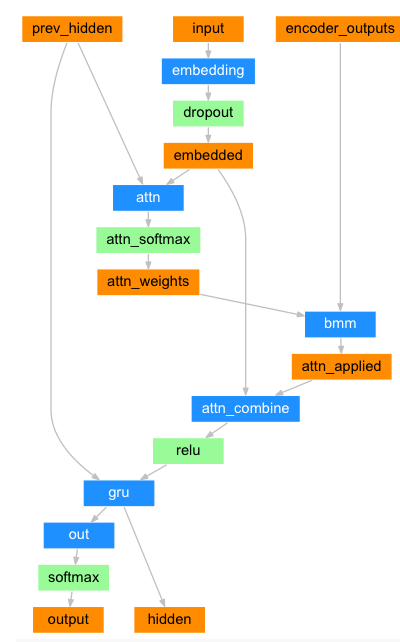 prev_hidden
input
encoder_outputs
embedding
dropout
embedded
attn
attn_softmax
attn_weights
bmm
attn_applied
attn_combine
relu
gru
out
softmax
output
hidden